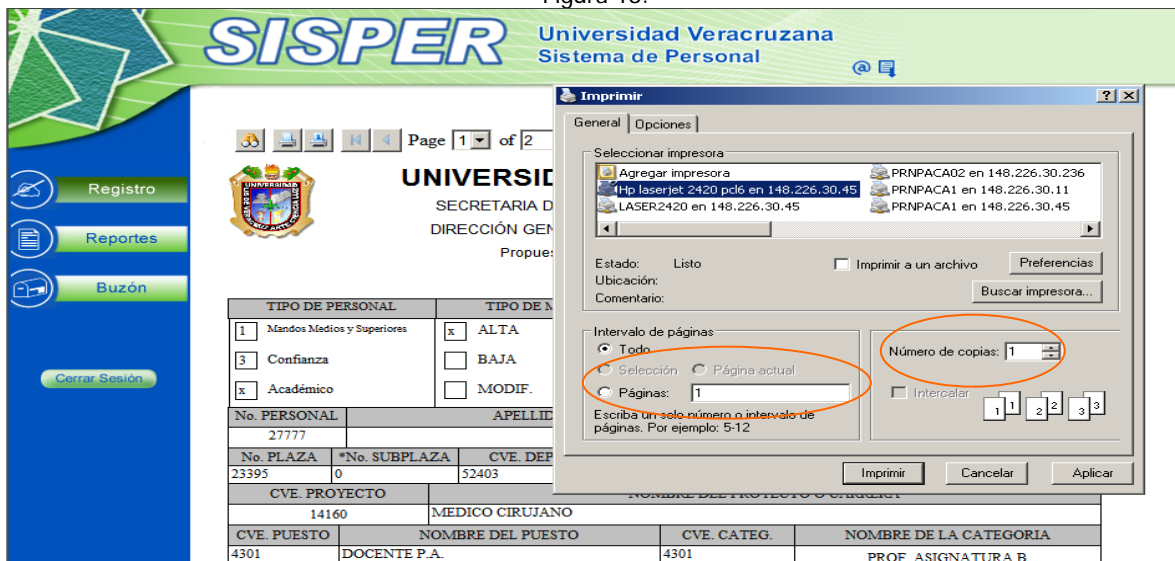 SISPER
Universidad Veracruzana
Sistema de Personal
Registro
Reportes
Buzón
Cerrar Sesión
Page 1 of 2
SECRETARIA D
DIRECCIÓN GEN
TIPO DE PERSONAL
1 Mandos Medios y Superiores x ALTA
3 Confianza BAJA
x Académico MODIF.
No. PERSONAL
27777
No. PLAZA *No. SUBPLAZA
23395 0 52403
CVE. PROYECTO
14160 MEDICO CIRUJANO
CVE. PUESTO NOMBRE DEL PUESTO CVE. CATEG. NOMBRE DE LA CATEGORIA
4301 DOCENTE P.A. 4301 PROF. ASIGNATURA B
Imprimir
General Opciones
Seleccionar impresora
Agregar impresora PRNPACA02 en 148.226.30.236
Hp laserjet 2420 pcl6 en 148.226.30.45 PRNPACA1 en 148.226.30.11
LASER2420 en 148.226.30.45 PRNPACA1 en 148.226.30.45
Estado: Listo Imprimir a un archivo Preferencias
Ubicación:
Comentario: Buscar impresora...
Intervalo de páginas
Todo
Selección Página actual
Páginas: 1
Escriba un solo número o intervalo de
páginas. Por ejemplo: 5-12
Número de copias: 1
Intercalar
1 1 2 2 3 3
Imprimir Cancelar Aplicar